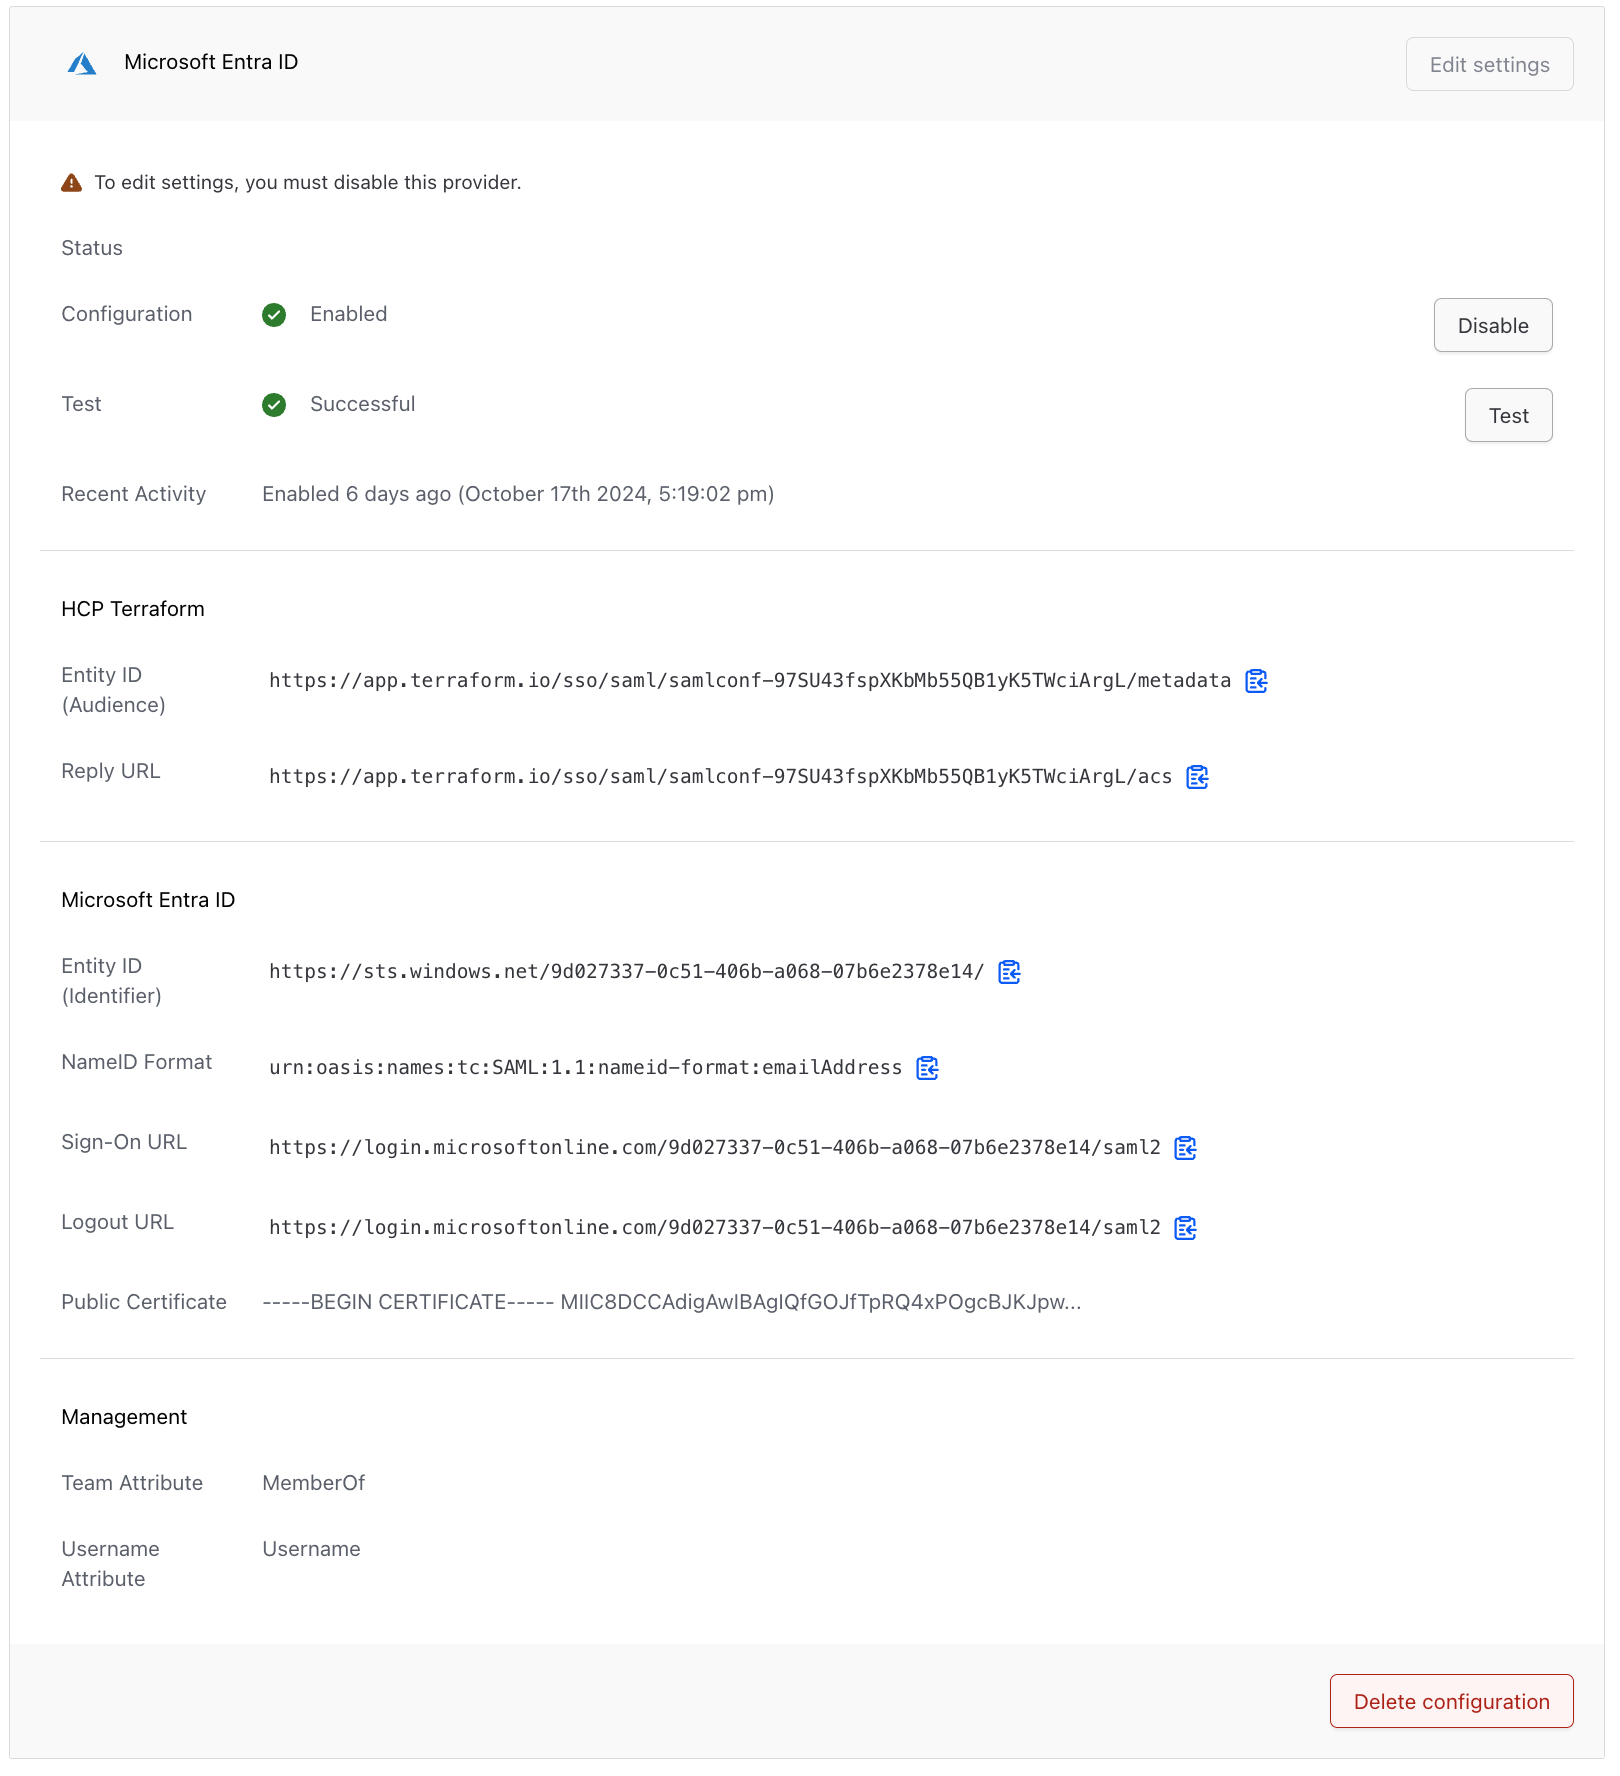 Microsoft Entra ID
Edit settings
To edit settings, you must disable this provider.
Status
Configuration Enabled Disable
Test Successful Test
Recent Activity Enabled 6 days ago (October 17th 2024, 5:19:02 pm)
HCP Terraform
Entity ID
(Audience)
https://app.terraform.io/sso/saml/samlconf-97SU43fspXKbMb55QB1yK5TWciArgL/metadata
Reply URL https://app.terraform.io/sso/saml/samlconf-97SU43fspXKbMb55QB1yK5TWciArgL/acs
Microsoft Entra ID
Entity ID
(Identifier)
https://sts.windows.net/9d027337-0c51-406b-a068-07b6e2378e14/
NameID Format urn:oasis:names:tc:SAML:1.1:nameid-format:emailAddress
Sign-On URL https://login.microsoftonline.com/9d027337-0c51-406b-a068-07b6e2378e14/saml2
Logout URL https://login.microsoftonline.com/9d027337-0c51-406b-a068-07b6e2378e14/saml2
Public Certificate -----BEGIN CERTIFICATE----- MIIC8DCCAdigAwIBAgIQfGOJfTpRQ4xPOgcBJKJpw...
Management
Team Attribute MemberOf
Username
Attribute
Username
Delete configuration